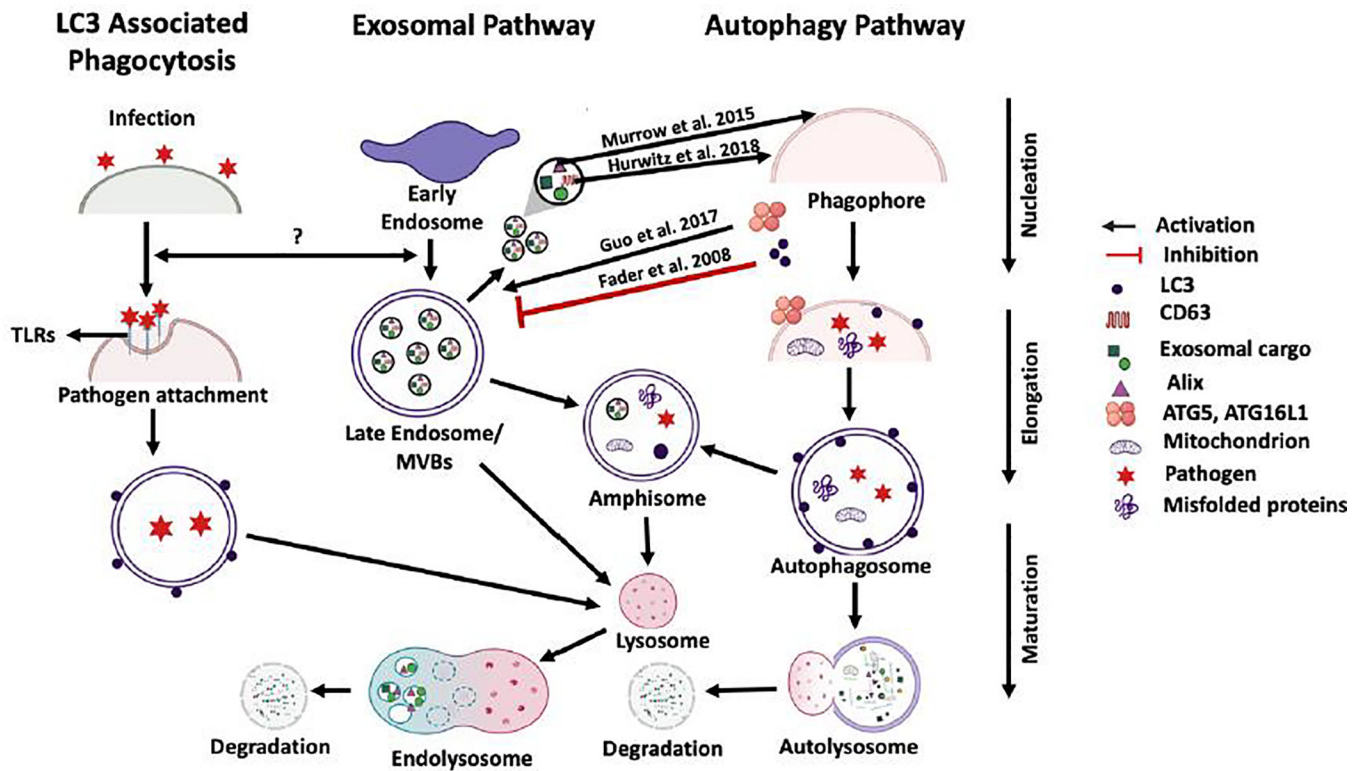 LC3 Associated
Phagocytosis
Exosomal Pathway
Autophagy Pathway
Infection
Early
Endosome
Murrow et al. 2015
Hurwitz et al. 2018
Phagophore
Guo et al. 2017
Fader et al. 2008
?
TLRs
Pathogen attachment
Late Endosome/
MVBs
Amphisome
Autophagosome
Lysosome
Degradation
Endolysosome
Degradation
Autolysosome
Nucleation
Elongation
Maturation
Activation
Inhibition
LC3
CD63
Exosomal cargo
Alix
ATG5, ATG16L1
Mitochondrion
Pathogen
Misfolded proteins